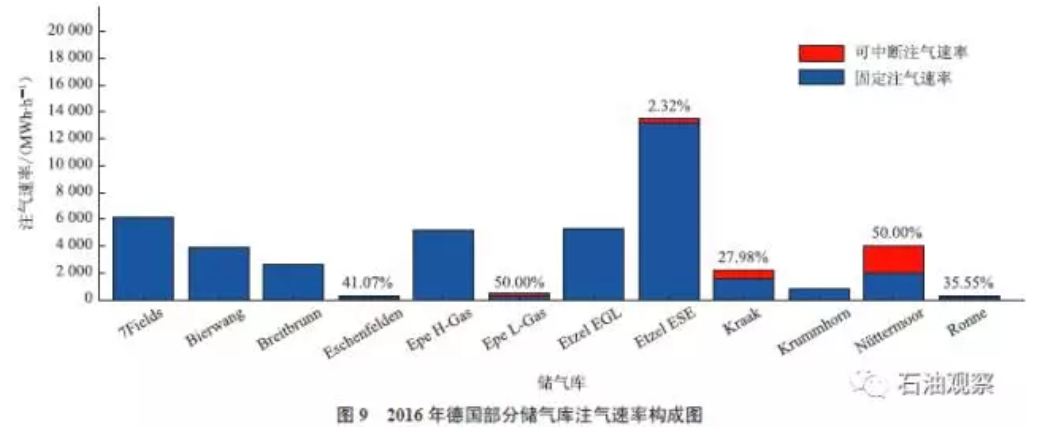 20 000
18 000
16 000
14 000
12 000
10 000
8 000
6 000
4 000
2 000
0
注气速率/(MWh·h⁻¹)
可中断注气速率
固定注气速率
41.07%
50.00%
2.32%
27.98%
50.00%
35.55%
7Fields
Bierwang
Breitbrunn
Eschenfelden
Epe H-Gas
Epe L-Gas
Etzel EGL
Etzel ESE
Kraak
Krummhorn
Nüttermoor
Ronne
储气库
石油观察
图 9 2016 年德国部分储气库注气速率构成图